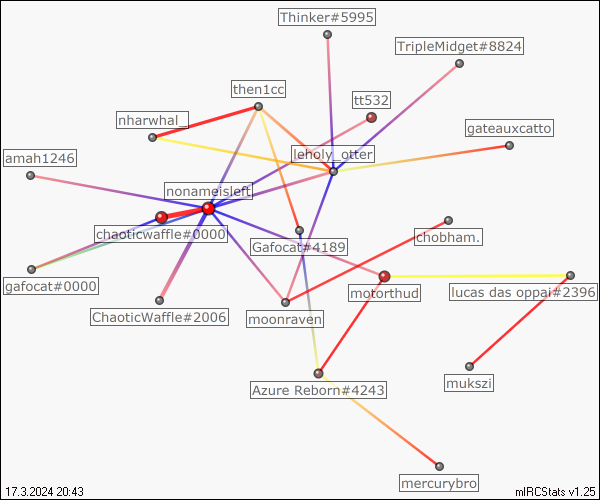 Thinker#5995
TripleMidget#8824
then1cc
tt532
nharwhal_
gateauxcatto
leholy_otter
amah1246
nonameisleft
chaoticwaffle#0000
chobham.
Gafocat#4189
gafocat#0000
motorthud
lucas das oppai#2396
ChaoticWaffle#2006
moonraven
Azure Reborn#4243
mukszi
mercurybro
17.3.2024 20:43
mIRCStats v1.25